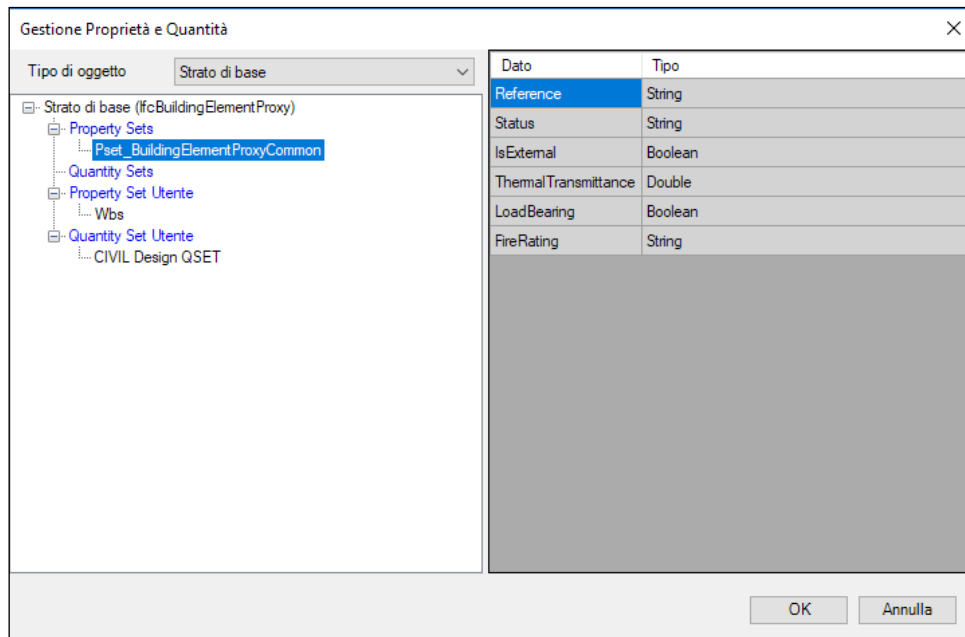 Gestione Proprietà e Quantità
Tipo di oggetto Strato di base
Strato di base (IfcBuildingElementProxy)
Property Sets
Pset_BuildingElementProxyCommon
Quantity Sets
Property Set Utente
Wbs
Quantity Set Utente
CIVIL Design QSET
Dato Tipo
Reference String
Status String
IsExternal Boolean
ThermalTransmittance Double
LoadBearing Boolean
FireRating String
OK Annulla